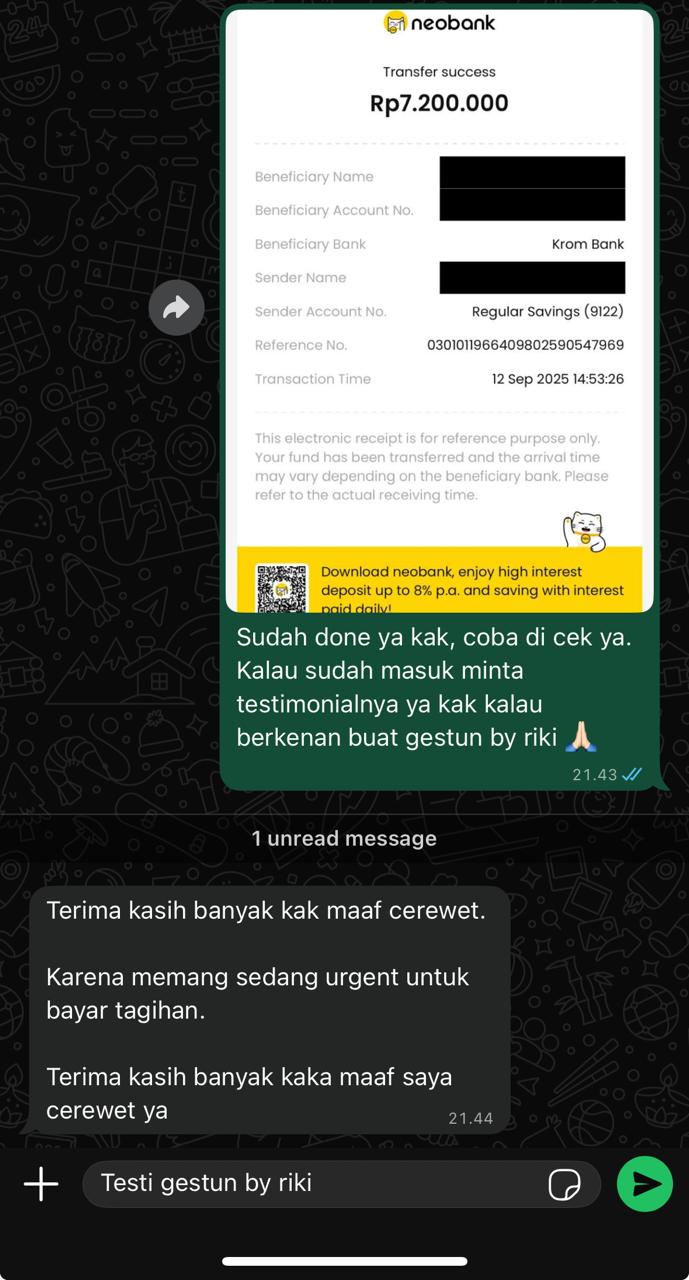 neobank
Transfer success
Rp7.200.000
Beneficiary Name
Beneficiary Account No.
Beneficiary Bank Krom Bank
Sender Name
Sender Account No. Regular Savings (9122)
Reference No. 0301011966409802590547969
Transaction Time 12 Sep 2025 14:53:26
This electronic receipt is for reference purpose only.
Your fund has been transferred and the arrival time
may vary depending on the beneficiary bank. Please
refer to the actual receiving time.
Download neobank, enjoy high interest
deposit up to 8% p.a. and saving with interest
paid daily!
Sudah done ya kak, coba di cek ya.
Kalau sudah masuk minta
testimonialnya ya kak kalau
berkenan buat gestun by riki 🙏🏻
21.43
1 unread message
Terima kasih banyak kak maaf cerewet.
Karena memang sedang urgent untuk
bayar tagihan.
Terima kasih banyak kaka maaf saya
cerewet ya
21.44
Testi gestun by riki